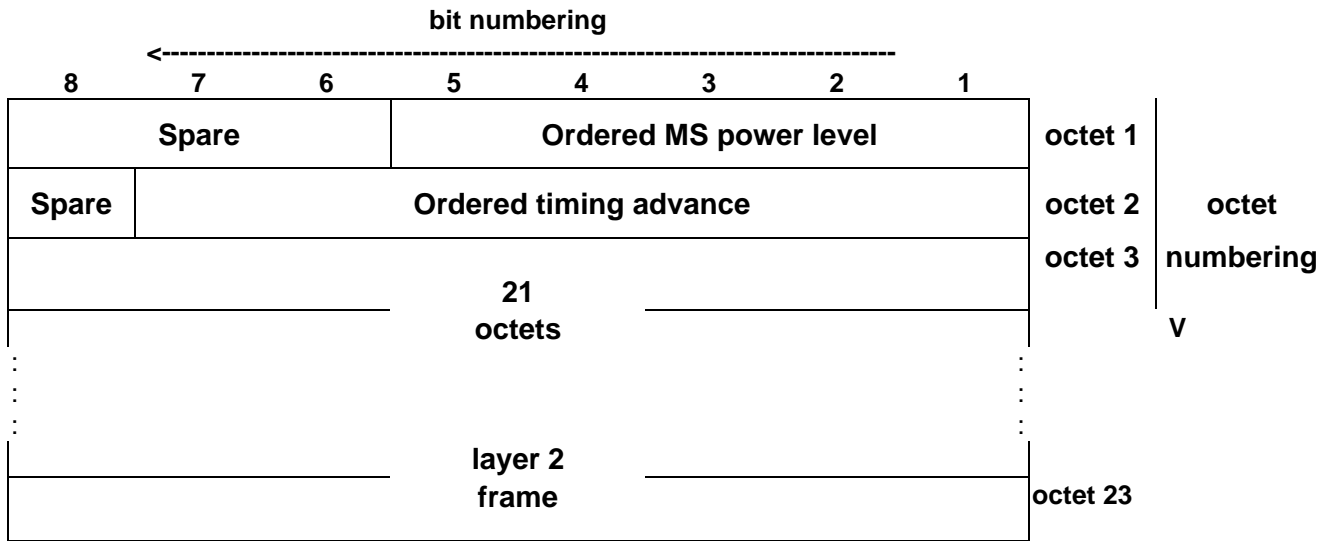 bit numbering
<-----------------------------------------------------------------------------------
8 7 6 5 4 3 2 1
Spare Ordered MS power level octet 1
Spare Ordered timing advance octet 2 octet
octet 3 numbering
21
octets V
: :
: :
: :
layer 2
frame octet 23